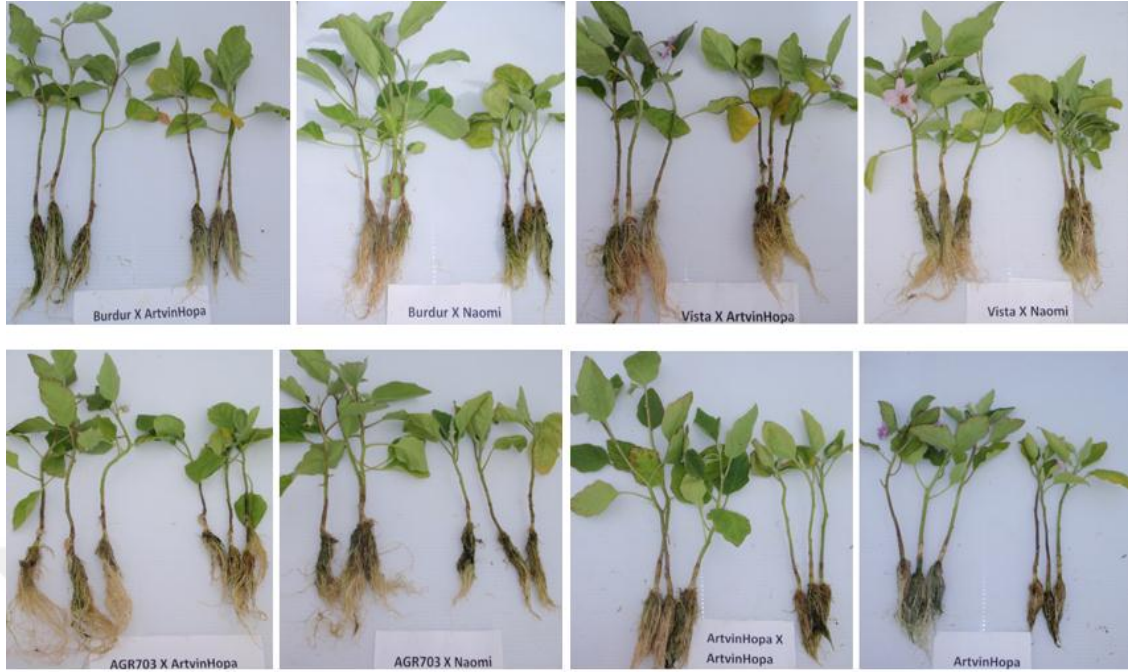 Burdur X ArtvinHopa
Burdur X Naomi
Vista X ArtvinHopa
Vista X Naomi
AGR703 X ArtvinHopa
AGR703 X Naomi
ArtvinHopa X
ArtvinHopa
ArtvinHopa